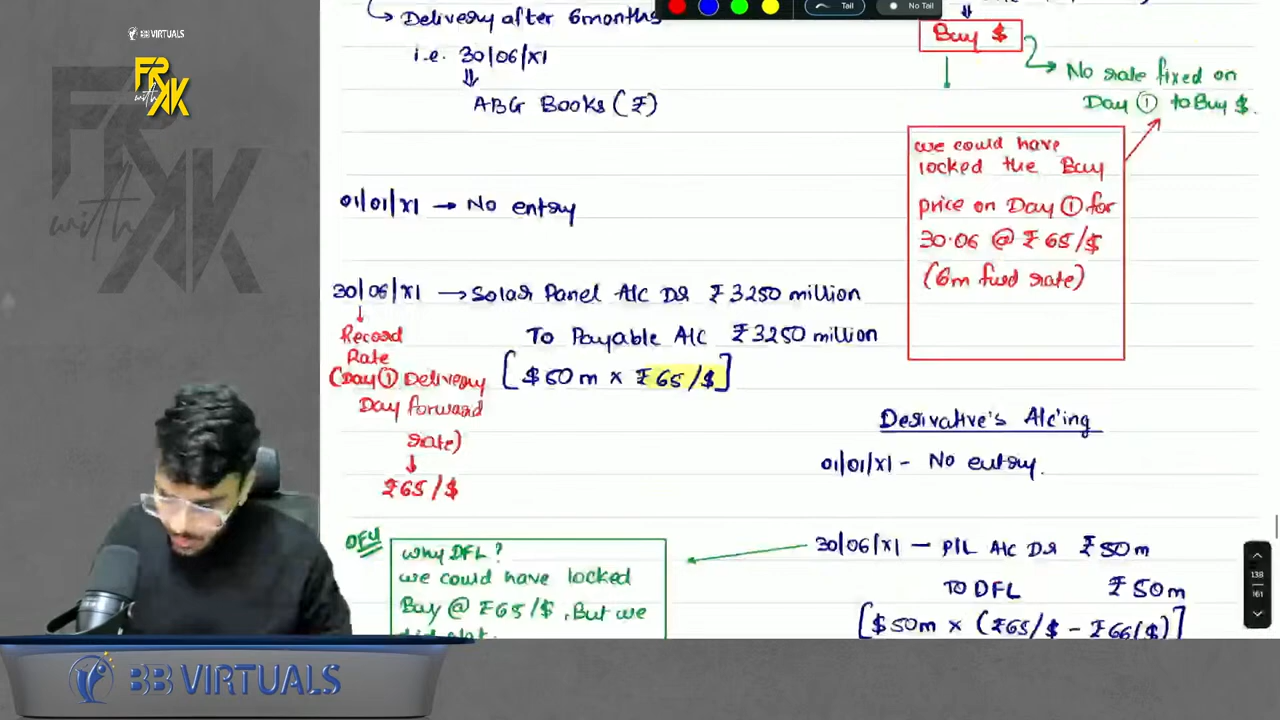 BB VIRTUALS
FR
with
AK
Tail
No Tail
Delivery after 6months
i.e. 30/06/X1
ABG Books (₹)
Buy $
No rate fixed on
Day ① to Buy $.
we could have
locked the Buy
price on Day ① for
30.06 @ ₹65/$
(6m fwd rate)
01/01/X1 → No entry
30/06/X1 → Solar Panel A/c Dr ₹3250 million
To Payable A/c ₹3250 million
[$50m x ₹65/$]
Record
Rate
(Day ① Delivery
Day forward
rate)
₹65/$
Derivative's A/c'ing
01/01/X1 - No entry.
30/06/X1 - P/L A/c Dr ₹50m
TO DFL ₹50m
[$50m x (₹65/$ - ₹66/$)]
DFL
why DFL?
we could have locked
Buy @ ₹65/$. But we
did not.
138
161
BB VIRTUALS